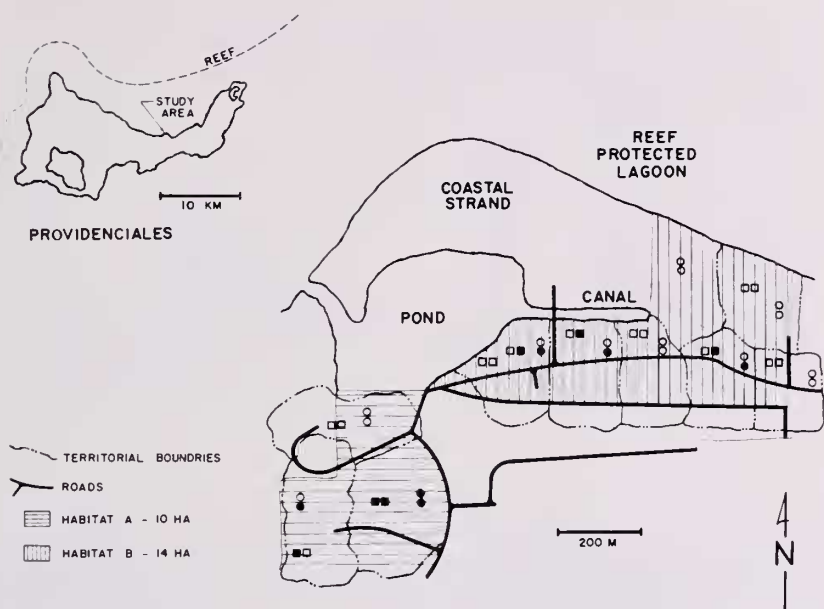 REEF
STUDY
AREA
10 KM
PROVIDENCIALES
REEF
PROTECTED
LAGOON
COASTAL
STRAND
CANAL
POND
TERRITORIAL BOUNDRIES
ROADS
HABITAT A - 10 HA
HABITAT B - 14 HA
200 M
N